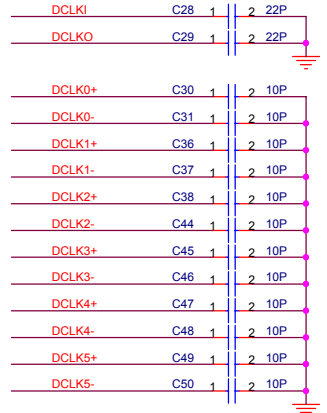 DCLKI C28 1 2 22P
DCLKO C29 1 2 22P
DCLK0+ C30 1 2 10P
DCLK0- C31 1 2 10P
DCLK1+ C36 1 2 10P
DCLK1- C37 1 2 10P
DCLK2+ C38 1 2 10P
DCLK2- C44 1 2 10P
DCLK3+ C45 1 2 10P
DCLK3- C46 1 2 10P
DCLK4+ C47 1 2 10P
DCLK4- C48 1 2 10P
DCLK5+ C49 1 2 10P
DCLK5- C50 1 2 10P